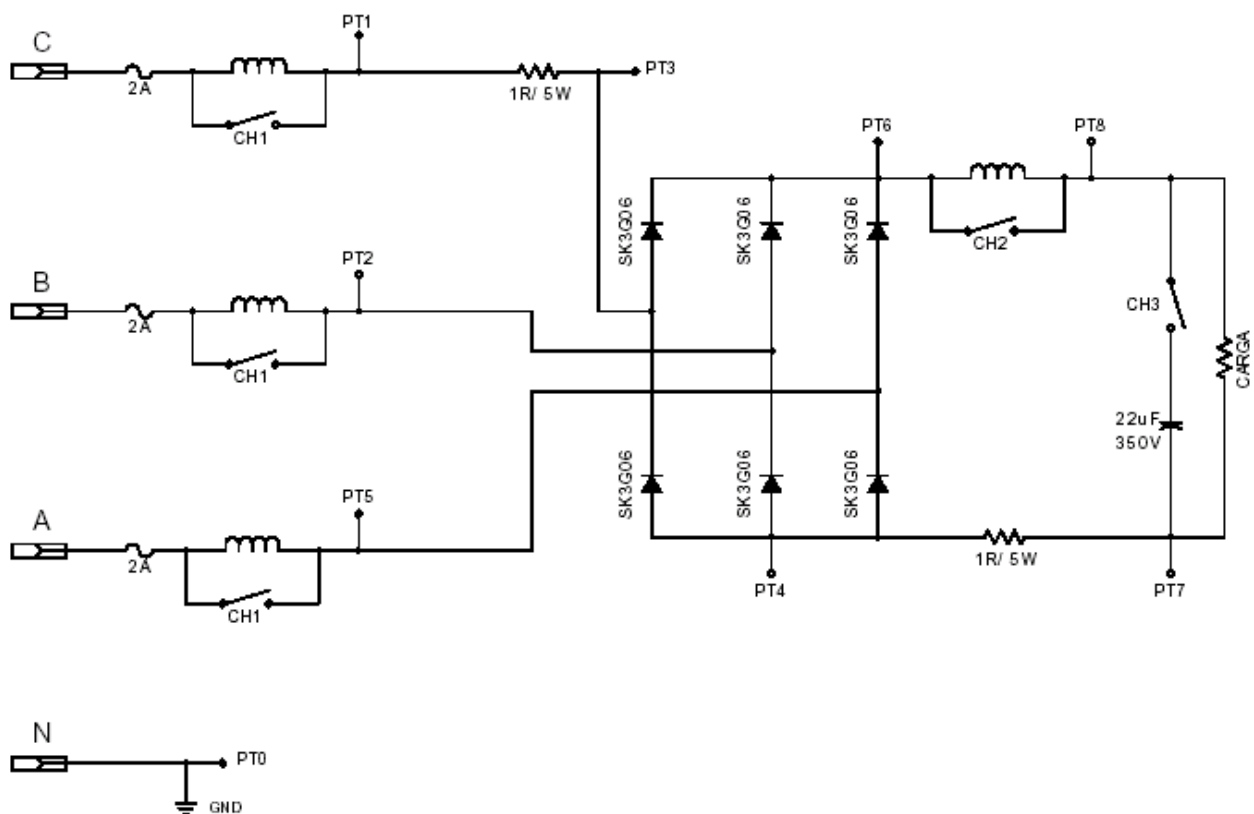 C
PT1
2A
CH1
1R/ 5W
PT3
PT6
PT8
SK3G06
SK3G06
SK3G06
CH2
B
PT2
2A
CH1
CH3
CARGA
22uF
350V
A
PT5
2A
CH1
SK3G06
SK3G06
SK3G06
1R/ 5W
PT4
PT7
N
PT0
GND